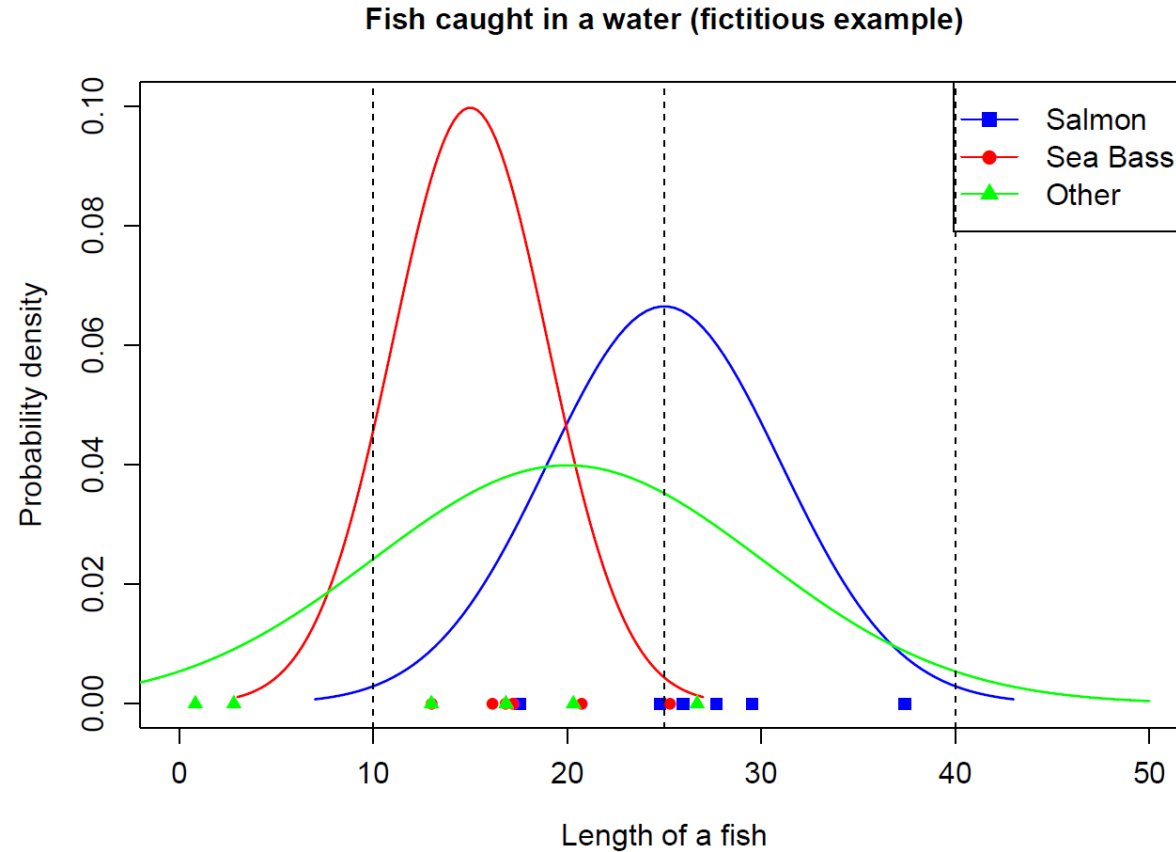 Fish caught in a water (fictitious example)
Salmon
Sea Bass
Other
Probability density
0.10
0.08
0.06
0.04
0.02
0.00
0 10 20 30 40 50
Length of a fish